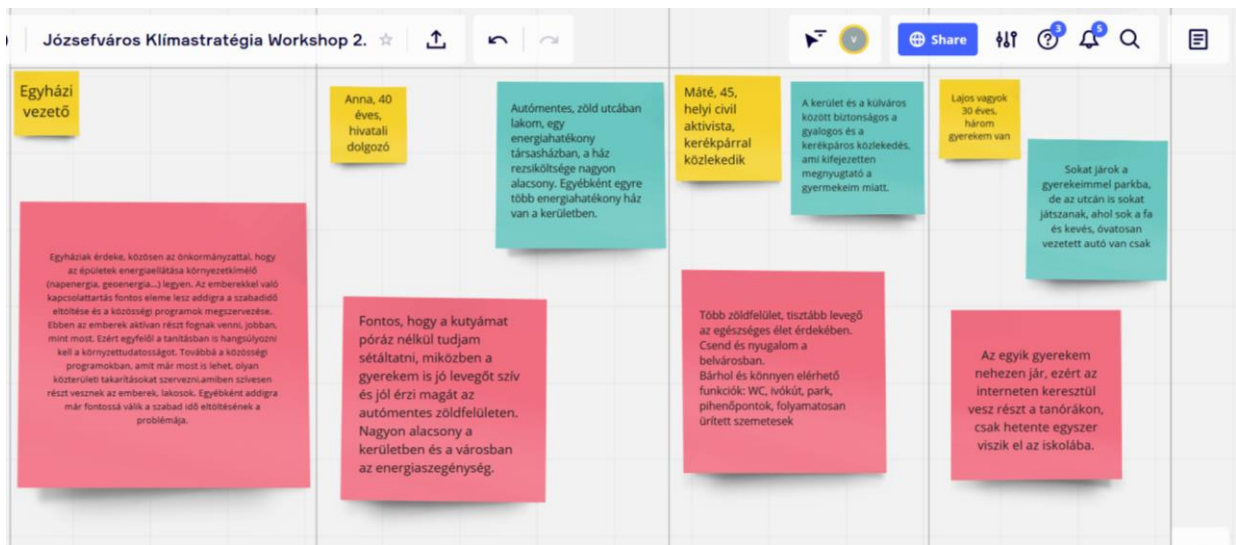 Józsefváros Klímastratégia Workshop 2.
V
Share
3
5
Egyházi
vezető
Egyháziak érdeke, közösen az önkormányzattal, hogy
az épületek energiaellátása környezetkímélő
(napenergia, geoenergia...) legyen. Az emberekkel való
kapcsolattartás fontos eleme lesz addigra a szabadidő
eltöltése és a közösségi programok megszervezése.
Ebben az emberek aktívan részt fognak venni, jobban,
mint most. Ezért egyfelől a tanításban is hangsúlyozni
kell a környzettudatosságot. Továbbá a közösségi
programokban, amit már most is lehet, olyan
közterületi takarításokat szervezni,amiben szívesen
részt vesznek az emberek, lakosok. Egyébként addigra
már fontossá válik a szabad idő eltöltésének a
problémája.
Anna, 40
éves,
hivatali
dolgozó
Autómentes, zöld utcában
lakom, egy
energiahatékony
társasházban, a ház
rezsiköltsége nagyon
alacsony. Egyébként egyre
több energiahatékony ház
van a kerületben.
Fontos, hogy a kutyámat
póráz nélkül tudjam
sétáltatni, miközben a
gyerekem is jó levegőt szív
és jól érzi magát az
autómentes zöldfelületen.
Nagyon alacsony a
kerületben és a városban
az energiaszegénység.
Máté, 45,
helyi civil
aktivista,
kerékpárral
közlekedik
A kerület és a külváros
között biztonságos a
gyalogos és a
kerékpáros közlekedés,
ami kifejezetten
megnyugtató a
gyermekeim miatt.
Több zöldfelület, tisztább levegő
az egészséges élet érdekében.
Csend és nyugalom a
belvárosban.
Bárhol és könnyen elérhető
funkciók: WC, ivókút, park,
pihenőpontok, folyamatosan
ürített szemetesek
Lajos vagyok
30 éves,
három
gyerekem van
Sokat járok a
gyerekeimmel parkba,
de az utcán is sokat
játszanak, ahol sok a fa
és kevés, óvatosan
vezetett autó van csak
Az egyik gyerekem
nehezen jár, ezért az
interneten keresztül
vesz részt a tanórákon,
csak hetente egyszer
viszik el az iskolába.